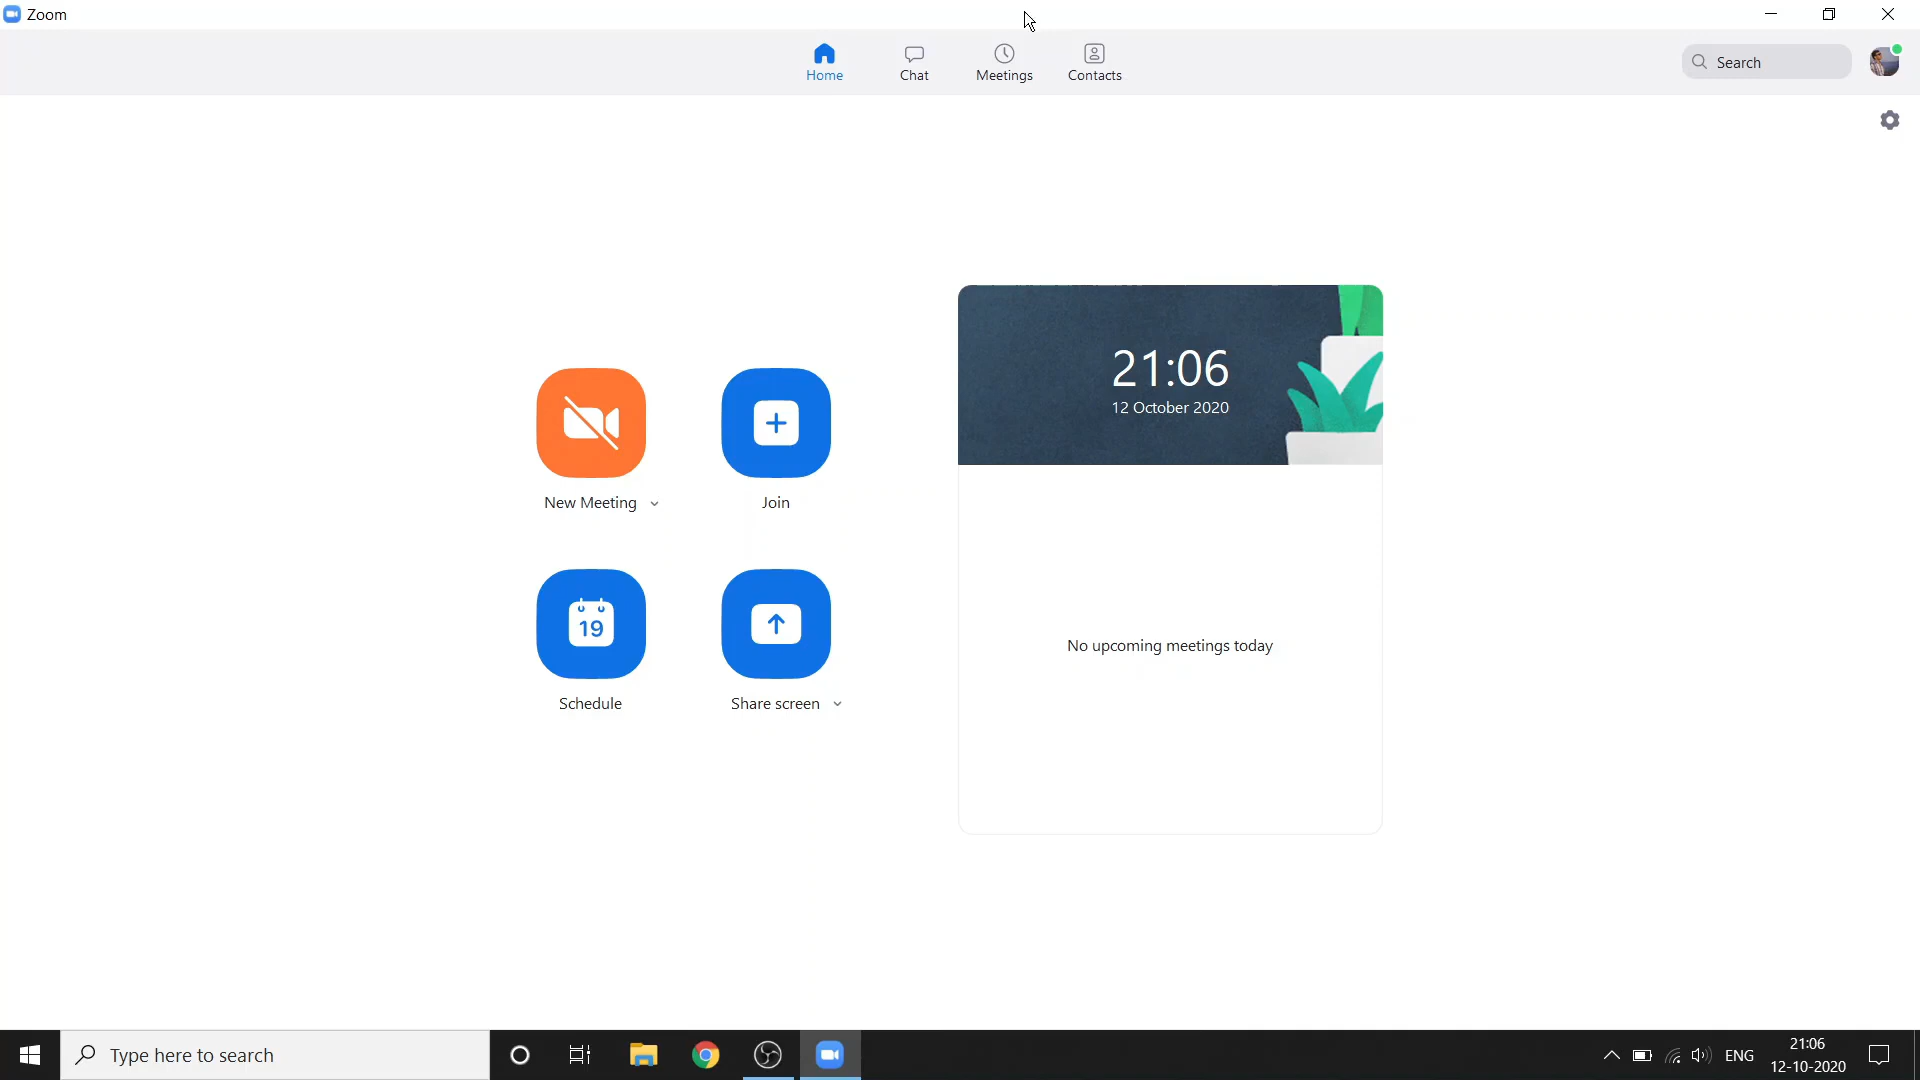 Zoom
Home
Chat
Meetings
Contacts
Search
21:06
12 October 2020
New Meeting
Join
19
Schedule
Share screen
No upcoming meetings today
Type here to search
ENG
21:06
12-10-2020